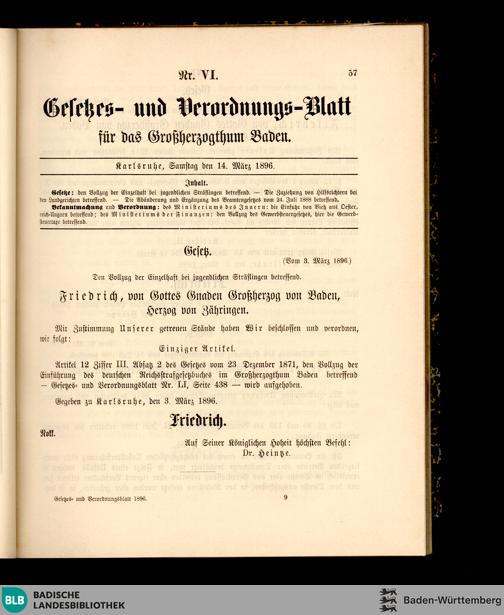 Nr. VI. 57
Gesetzes- und Verordnungs-Blatt
für das Großherzogthum Baden.
Karlsruhe, Samstag den 14. März 1896.
Inhalt.
Gesetze: den Vollzug der Einzelhaft bei jugendlichen Sträflingen betreffend. — Die Zuziehung von Hilfsrichtern bei
den Landgerichten betreffend. — Die Abänderung und Ergänzung des Beamtengesetzes vom 24. Juli 1888 betreffend.
Bekanntmachung und Verordnung: des Ministeriums des Innern: die Einfuhr von Vieh aus Oester-
reich-Ungarn betreffend; des Ministeriums der Finanzen: den Vollzug des Gewerbsteuergesetzes, hier die Gewerb-
steuertage betreffend.
Gesetz.
(Vom 3. März 1896.)
Den Vollzug der Einzelhaft bei jugendlichen Sträflingen betreffend.
Friedrich, von Gottes Gnaden Großherzog von Baden,
Herzog von Zähringen.
Mit Zustimmung Unserer getreuen Stände haben Wir beschlossen und verordnen,
wie folgt:
Einziger Artikel.
Artikel 12 Ziffer III. Absatz 2 des Gesetzes vom 23 Dezember 1871, den Vollzug der
Einführung des deutschen Reichsstrafgesetzbuches im Großherzogthum Baden betreffend
— Gesetzes- und Verordnungsblatt Nr. LI, Seite 438 — wird aufgehoben.
Gegeben zu Karlsruhe, den 3. März 1896.
Friedrich.
Nokk.
Auf Seiner Königlichen Hoheit höchsten Befehl:
Dr. Heintze.
Gesetzes- und Verordnungsblatt 1896. 9
BLB BADISCHE
LANDESBIBLIOTHEK
Baden-Württemberg